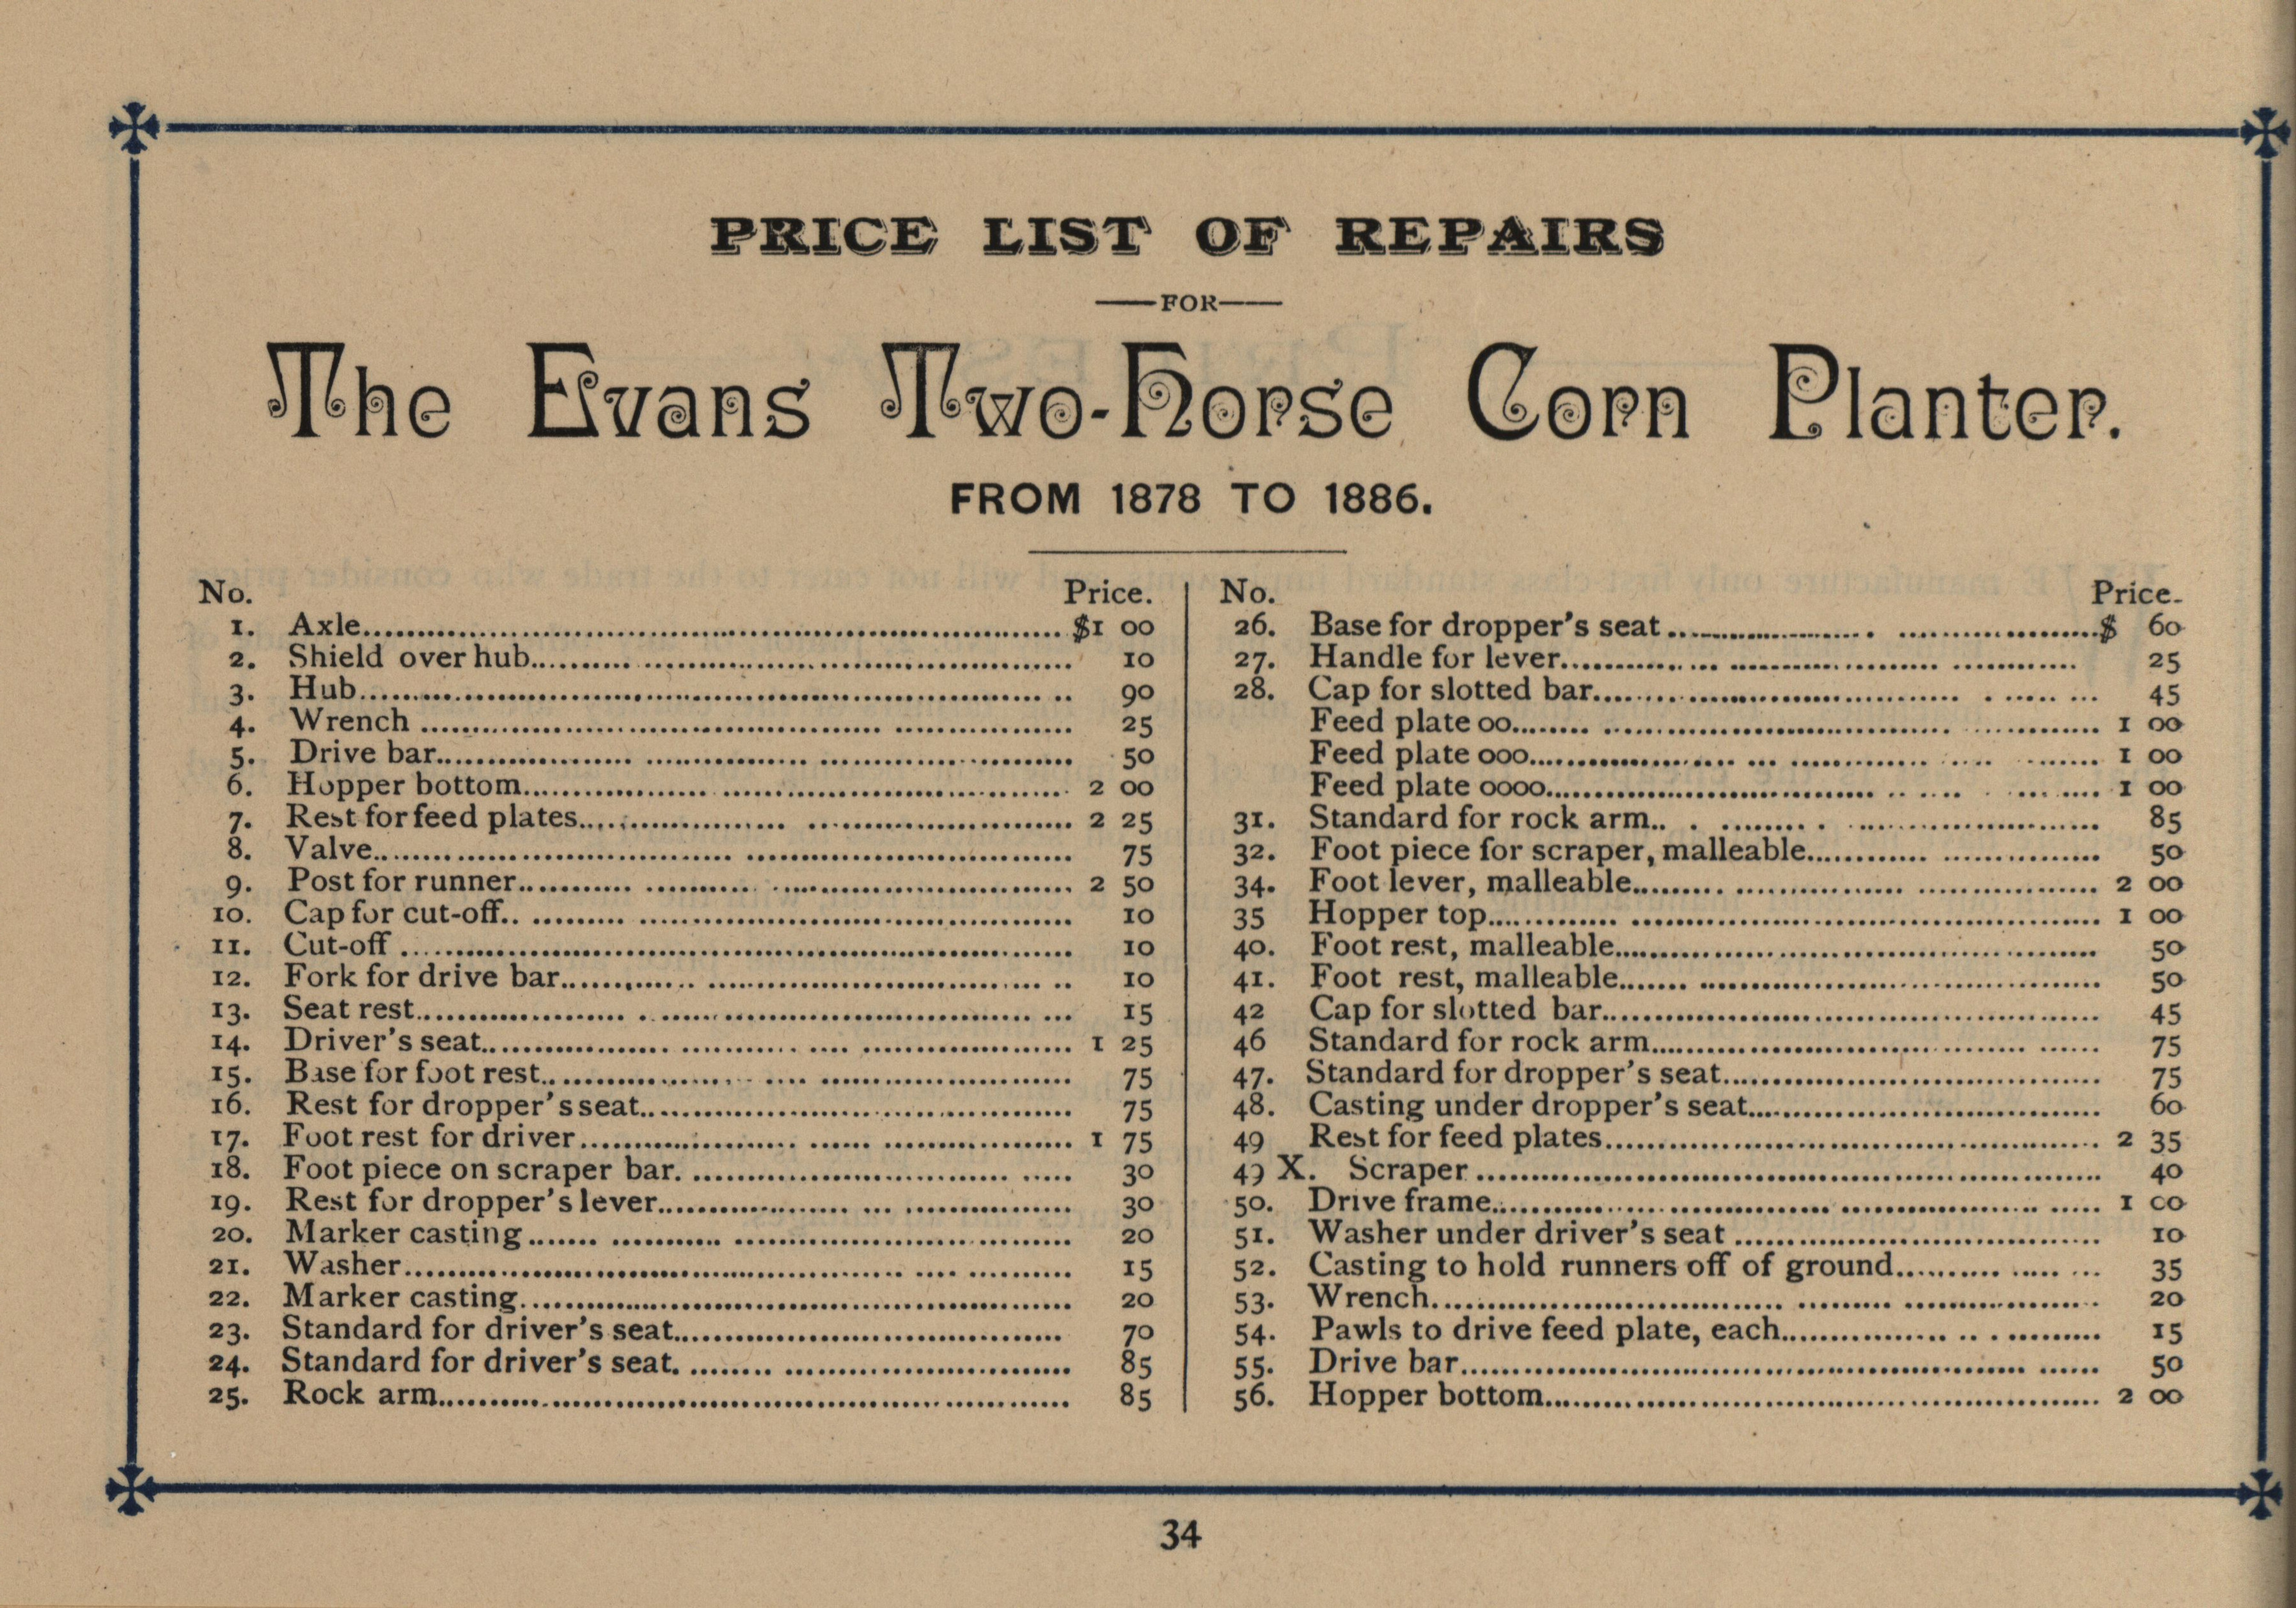 PRICE LIST OF REPAIRS
FOR
The Evans Two-Horse Corn Planter.
FROM 1878 TO 1886.
No. Price.
1. Axle $1 00
2. Shield over hub 10
3. Hub 90
4. Wrench 25
5. Drive bar 50
6. Hopper bottom 2 00
7. Rest for feed plates 2 25
8. Valve 75
9. Post for runner 2 50
10. Cap for cut-off 10
11. Cut-off 10
12. Fork for drive bar 10
13. Seat rest 15
14. Driver's seat 1 25
15. Base for foot rest 75
16. Rest for dropper's seat 75
17. Foot rest for driver 1 75
18. Foot piece on scraper bar. 30
19. Rest for dropper's lever 30
20. Marker casting 20
21. Washer 15
22. Marker casting 20
23. Standard for driver's seat 70
24. Standard for driver's seat. 85
25. Rock arm 85
No. Price.
26. Base for dropper's seat $ 60
27. Handle for lever 25
28. Cap for slotted bar 45
Feed plate 00 1 00
Feed plate 000 1 00
Feed plate 0000 1 00
31. Standard for rock arm 85
32. Foot piece for scraper, malleable 50
34. Foot lever, malleable 2 00
35 Hopper top 1 00
40. Foot rest, malleable 50
41. Foot rest, malleable 50
42 Cap for slotted bar 45
46 Standard for rock arm 75
47. Standard for dropper's seat 75
48. Casting under dropper's seat 60
49 Rest for feed plates 2 35
49 X. Scraper 40
50. Drive frame 1 00
51. Washer under driver's seat 10
52. Casting to hold runners off of ground 35
53. Wrench 20
54. Pawls to drive feed plate, each 15
55. Drive bar 50
56. Hopper bottom 2 00
34